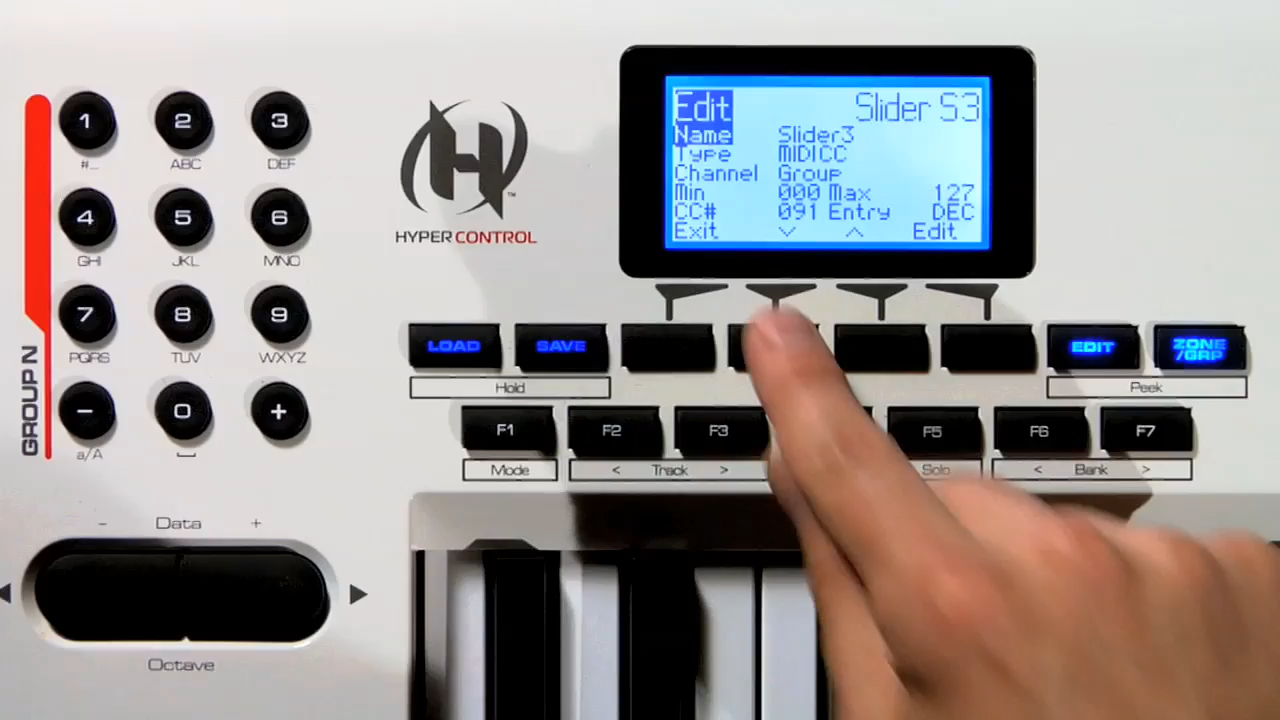 1 2 3
#_ ABC DEF
4 5 6
GHI JKL MNO
7 8 9
PQRS TUV WXYZ
- 0 +
a/A
GROUP N
- Data +
Octave
H™
HYPERCONTROL
Edit Slider S3
Name Slider3
Type MIDICC
Channel Group
Min 000 Max 127
CC# 091 Entry DEC
Exit Edit
LOAD SAVE EDIT ZONE
/GRP
Hold Peek
F1 F2 F3 F5 F6 F7
Mode < Track > Solo < Bank >